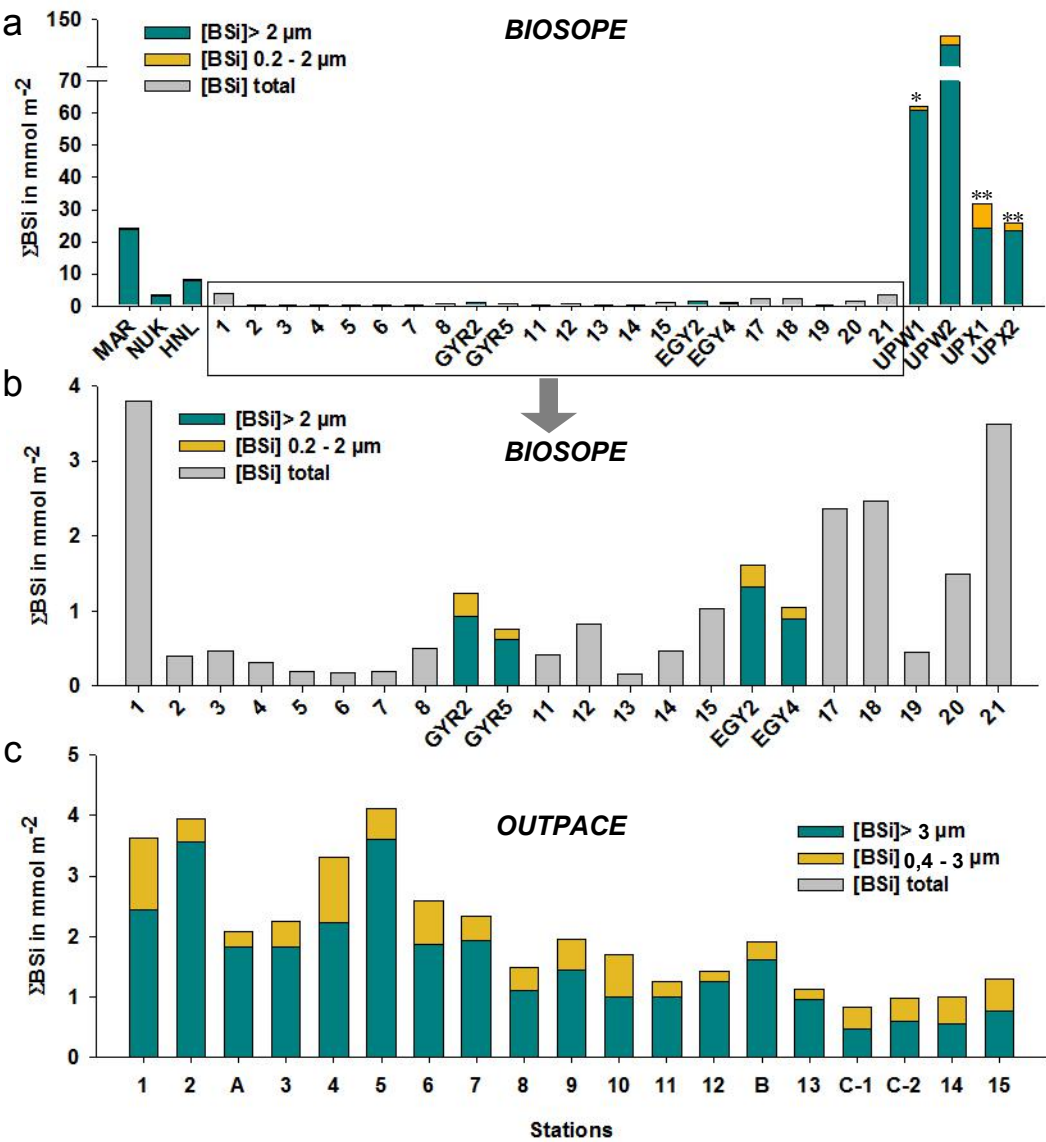 a
BIOSOPE
[BSi]> 2 µm
[BSi] 0.2 - 2 µm
[BSi] total
ΣBSi in mmol m-2
150
70
60
50
40
30
20
10
0
MAR NUK HNL 1 2 3 4 5 6 7 8 GYR2 GYR5 11 12 13 14 15 EGY2 EGY4 17 18 19 20 21 UPW1 UPW2 UPX1 UPX2
* ** **
b
BIOSOPE
[BSi]> 2 µm
[BSi] 0.2 - 2 µm
[BSi] total
ΣBSi in mmol m-2
4
3
2
1
0
1 2 3 4 5 6 7 8 GYR2 GYR5 11 12 13 14 15 EGY2 EGY4 17 18 19 20 21
c
OUTPACE
[BSi]> 3 µm
[BSi] 0,4 - 3 µm
[BSi] total
ΣBSi in mmol m-2
5
4
3
2
1
0
1 2 A 3 4 5 6 7 8 9 10 11 12 B 13 C-1 C-2 14 15
Stations